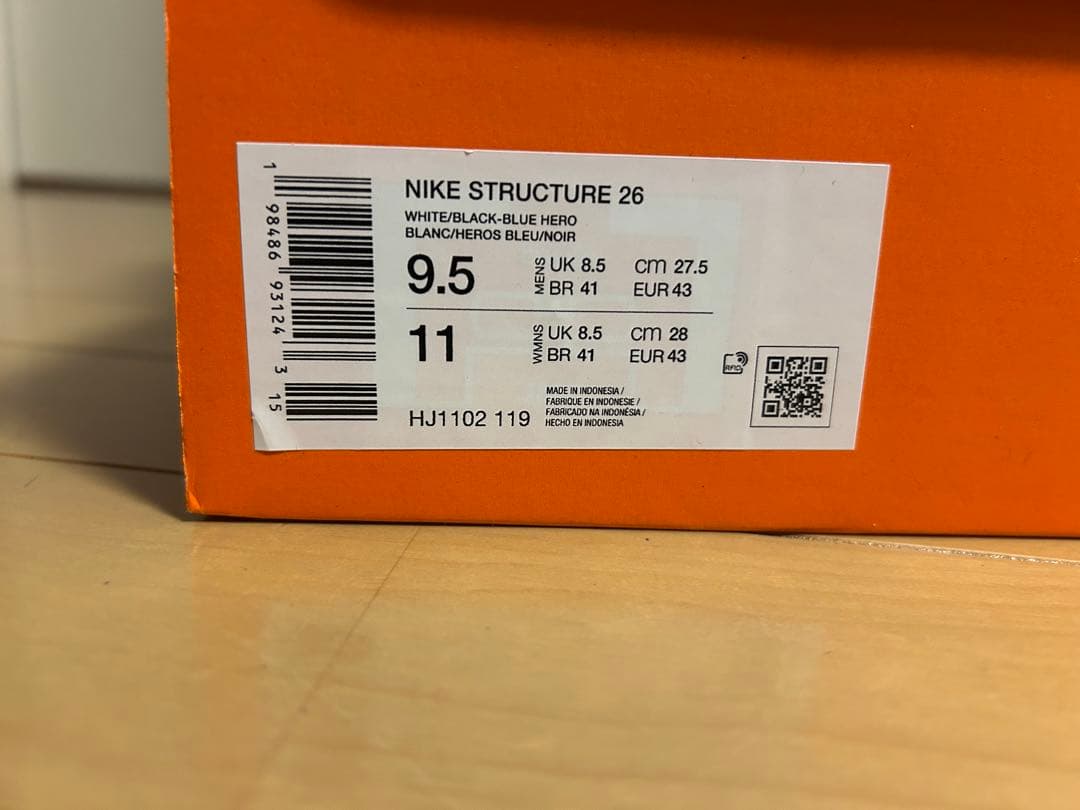 NIKE STRUCTURE 26
WHITE/BLACK-BLUE HERO
BLANC/HEROS BLEU/NOIR
9.5 MENS UK 8.5 cm 27.5
BR 41 EUR 43
11 WMNS UK 8.5 cm 28
BR 41 EUR 43
RFID
HJ1102 119
MADE IN INDONESIA /
FABRIQUE EN INDONESIE /
FABRICADO NA INDONÉSIA /
HECHO EN INDONESIA
1 98486 93124 3 15